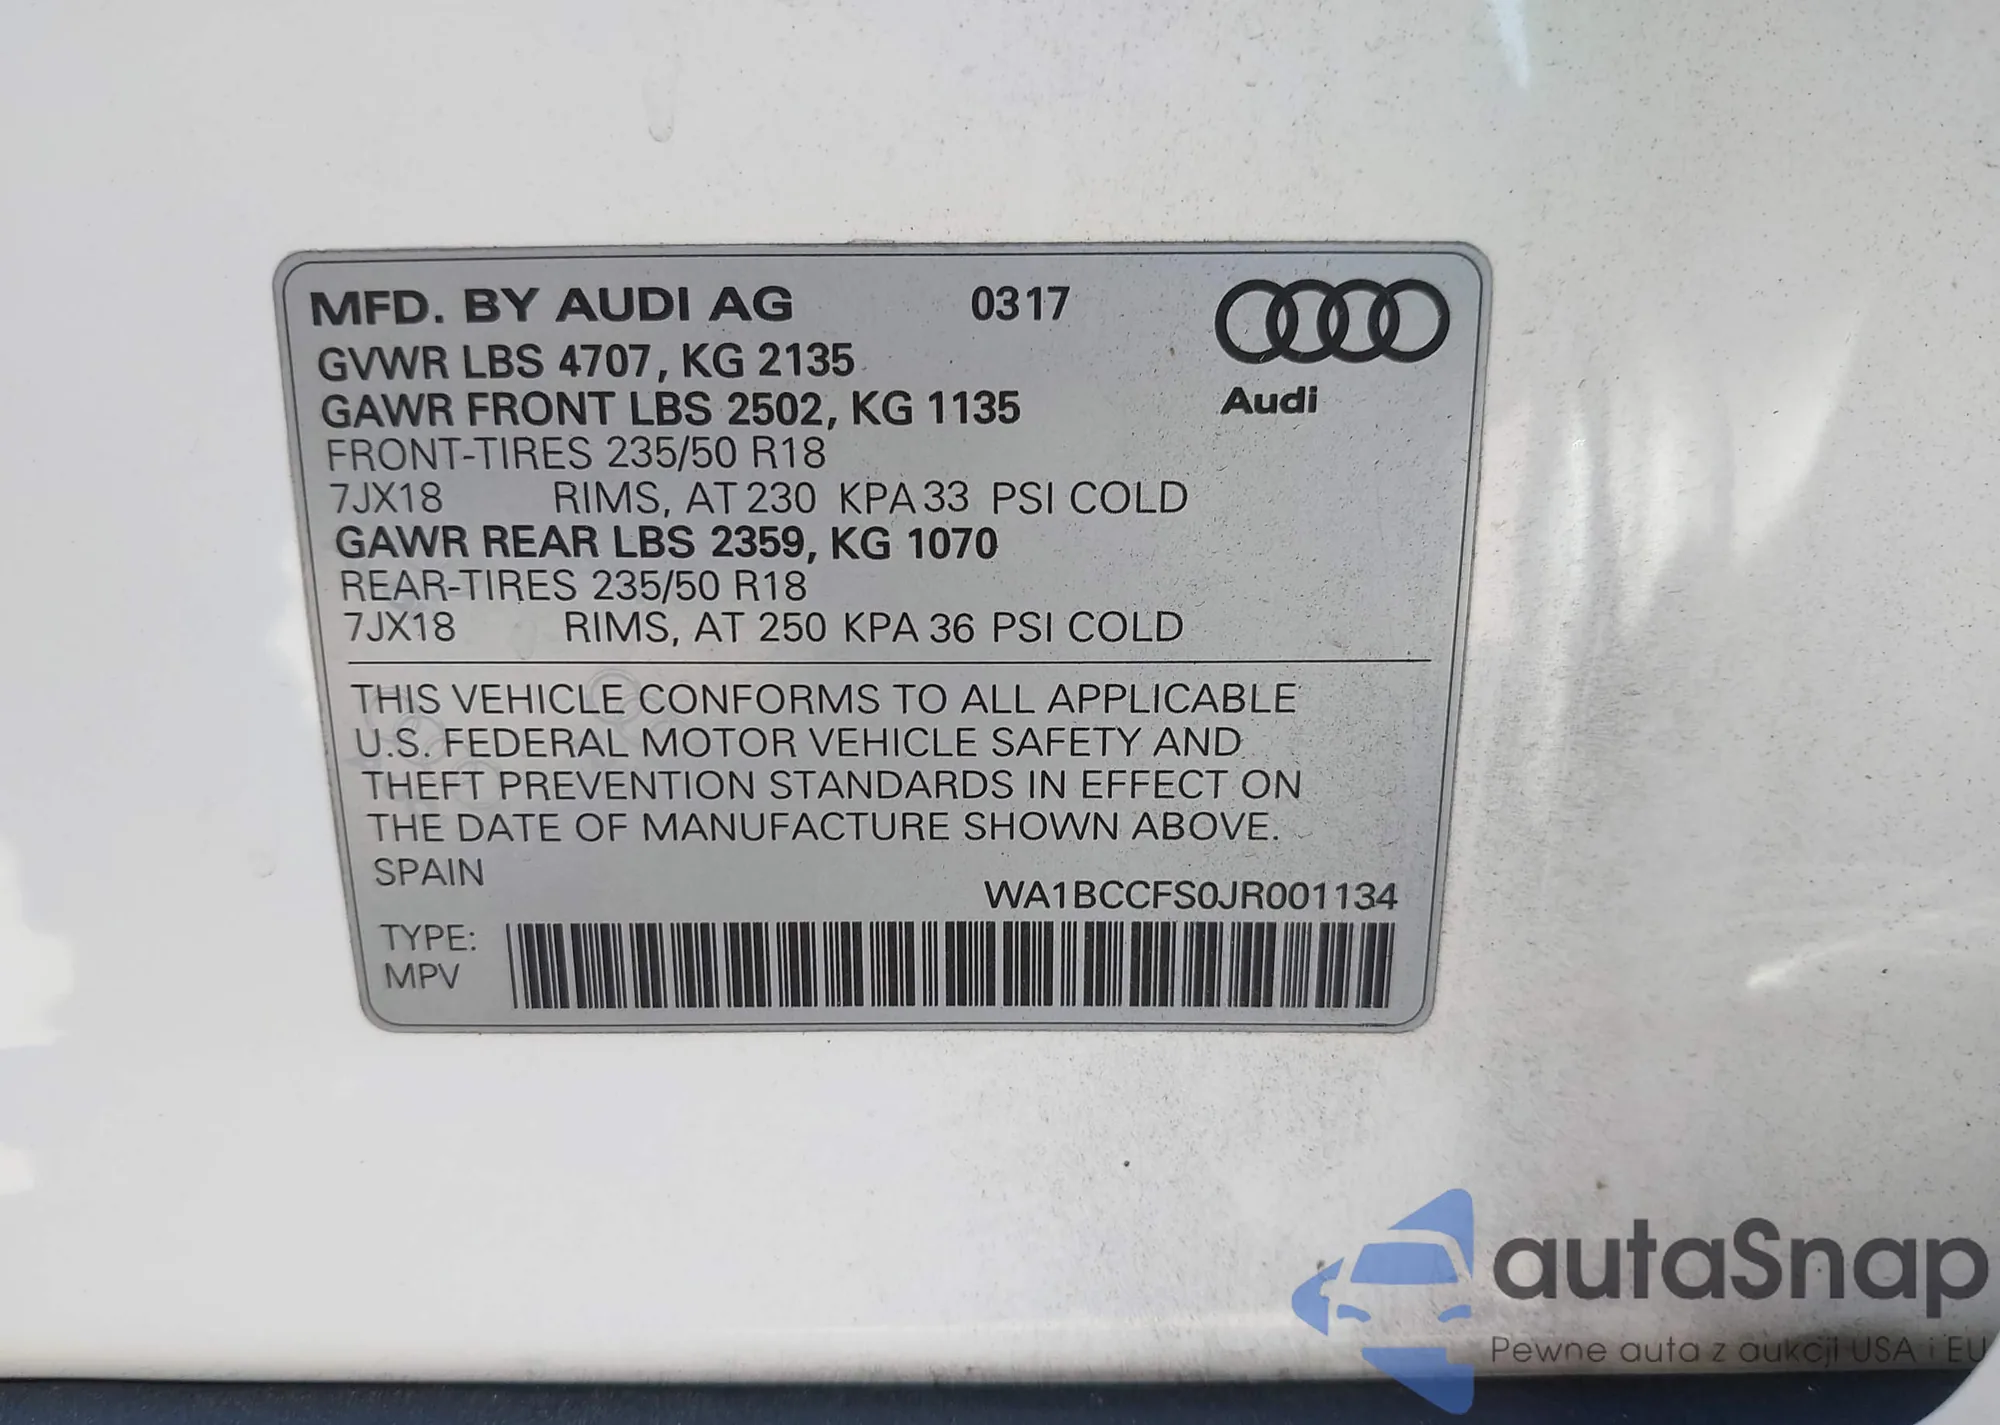 MFD. BY AUDI AG 0317
GVWR LBS 4707, KG 2135
GAWR FRONT LBS 2502, KG 1135
Audi
FRONT-TIRES 235/50 R18
7JX18 RIMS, AT 230 KPA 33 PSI COLD
GAWR REAR LBS 2359, KG 1070
REAR-TIRES 235/50 R18
7JX18 RIMS, AT 250 KPA 36 PSI COLD
THIS VEHICLE CONFORMS TO ALL APPLICABLE
U.S. FEDERAL MOTOR VEHICLE SAFETY AND
THEFT PREVENTION STANDARDS IN EFFECT ON
THE DATE OF MANUFACTURE SHOWN ABOVE.
SPAIN
WA1BCCFS0JR001134
TYPE:
MPV
autaSnap
Pewne auta z aukcji USA i EU